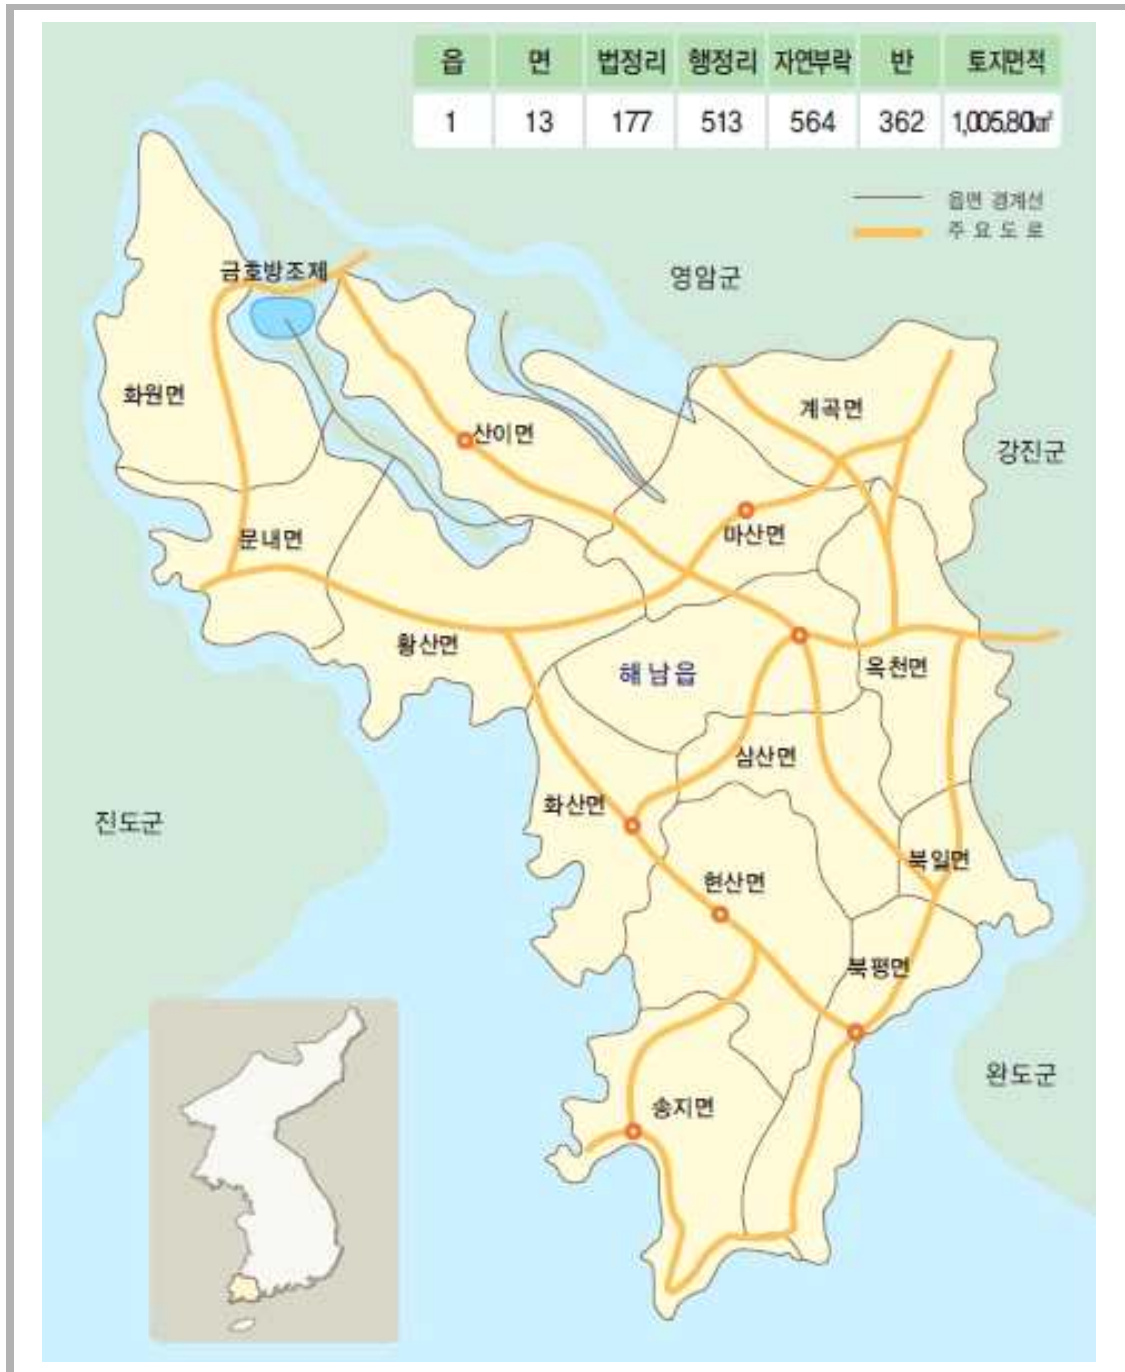 읍 면 법정리 행정리 자연부락 반 토지면적
1 13 177 513 564 362 1,005.80㎢
읍면 경계선
주요도로
금호방조제
영암군
화원면
계곡면
산이면
강진군
문내면
마산면
황산면
해남읍
옥천면
삼산면
화산면
진도군
북일면
현산면
북평면
완도군
송지면